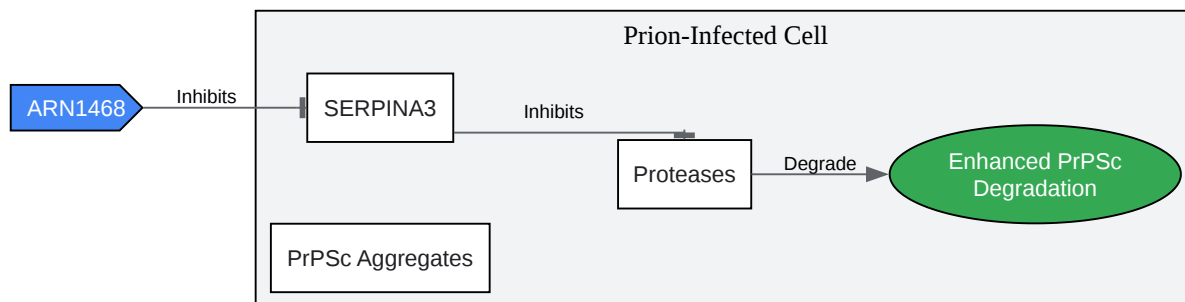 Prion-Infected Cell
ARN1468
Inhibits
SERPINA3
Inhibits
Proteases
Degrade
Enhanced PrPSc
Degradation
PrPSc Aggregates